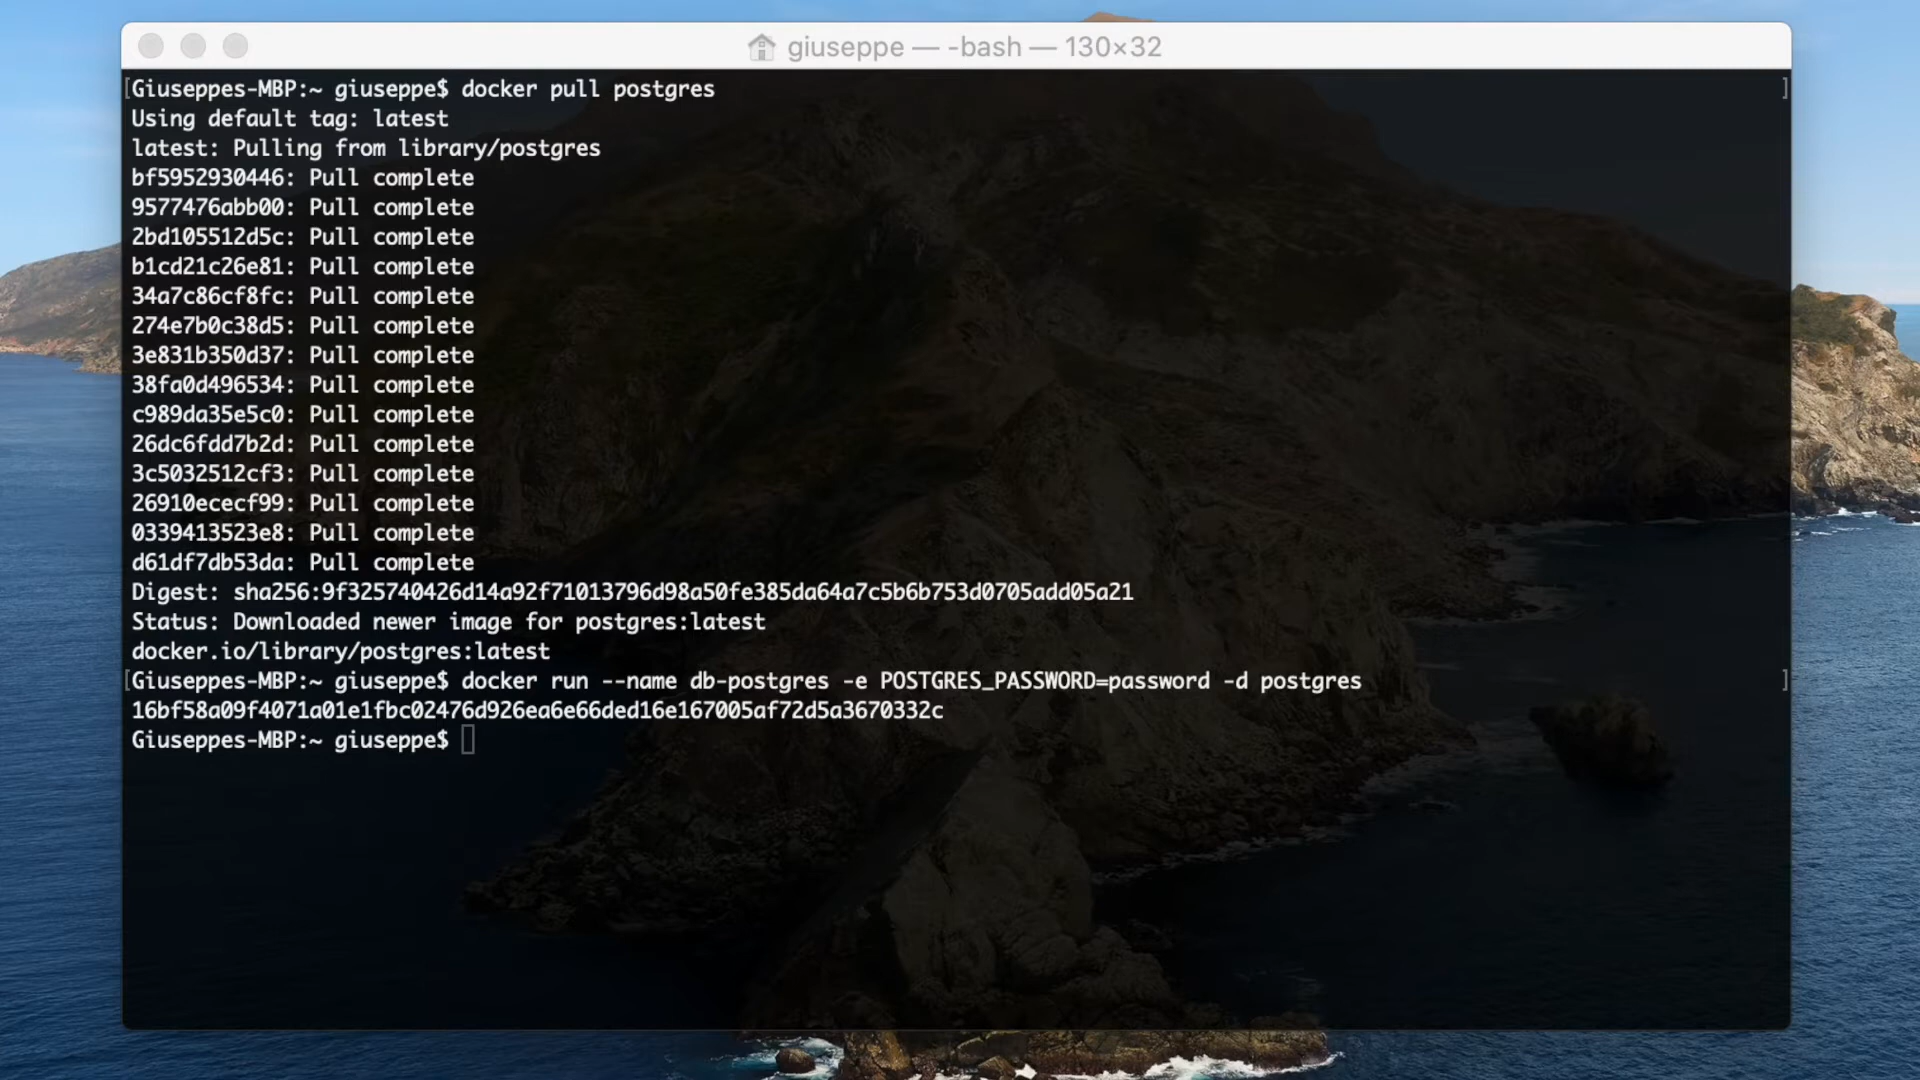 giuseppe — -bash — 130×32
Giuseppes-MBP:~ giuseppe$ docker pull postgres
Using default tag: latest
latest: Pulling from library/postgres
bf5952930446: Pull complete
9577476abb00: Pull complete
2bd105512d5c: Pull complete
b1cd21c26e81: Pull complete
34a7c86cf8fc: Pull complete
274e7b0c38d5: Pull complete
3e831b350d37: Pull complete
38fa0d496534: Pull complete
c989da35e5c0: Pull complete
26dc6fdd7b2d: Pull complete
3c5032512cf3: Pull complete
26910ececf99: Pull complete
0339413523e8: Pull complete
d61df7db53da: Pull complete
Digest: sha256:9f325740426d14a92f71013796d98a50fe385da64a7c5b6b753d0705add05a21
Status: Downloaded newer image for postgres:latest
docker.io/library/postgres:latest
Giuseppes-MBP:~ giuseppe$ docker run --name db-postgres -e POSTGRES_PASSWORD=password -d postgres
16bf58a09f4071a01e1fbc02476d926ea6e66ded16e167005af72d5a3670332c
Giuseppes-MBP:~ giuseppe$